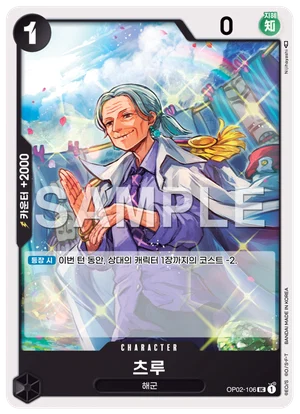 1
0
지혜
知
카운터 +2000
SAMPLE
등장 시 이번 턴 동안, 상대의 캐릭터 1장까지의 코스트 -2.
CHARACTER
츠루
해군
OP02-106 UC 1
BANDAI MADE IN KOREA